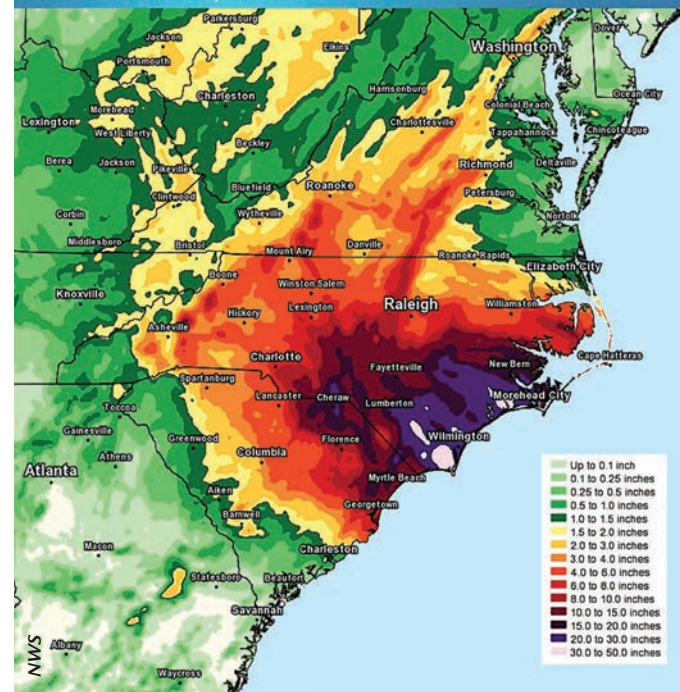 Parkersburg
Dover
Jackson
Elkins
Washington
Portsmouth
Harrisonburg
Ocean City
Charleston
Colonial Beach
Morehead
Lexington
Charlottesville
Tappahannock
Chincoteague
West Liberty
Beckley
Berea
Jackson
Pikeville
Richmond
Deltaville
Clintwood
Bluefield
Roanoke
Petersburg
Corbin
Wytheville
Norfolk
Middlesboro
Bristol
Mount Airy
Danville
Roanoke Rapids
Elizabeth City
Boone
Winston Salem
Knoxville
Hickory
Lexington
Raleigh
Williamston
Asheville
Charlotte
Cape Hatteras
Fayetteville
New Bern
Spartanburg
Lancaster
Cheraw
Lumberton
Morehead City
Toccoa
Gainesville
Greenwood
Florence
Wilmington
Columbia
Athens
Atlanta
Myrtle Beach
Aiken
Georgetown
Barnwell
Charleston
Macon
Statesboro
Beaufort
Savannah
Albany
Waycross
NWS
Up to 0.1 inch
0.1 to 0.25 inches
0.25 to 0.5 inches
0.5 to 1.0 inches
1.0 to 1.5 inches
1.5 to 2.0 inches
2.0 to 3.0 inches
3.0 to 4.0 inches
4.0 to 6.0 inches
6.0 to 8.0 inches
8.0 to 10.0 inches
10.0 to 15.0 inches
15.0 to 20.0 inches
20.0 to 30.0 inches
30.0 to 50.0 inches